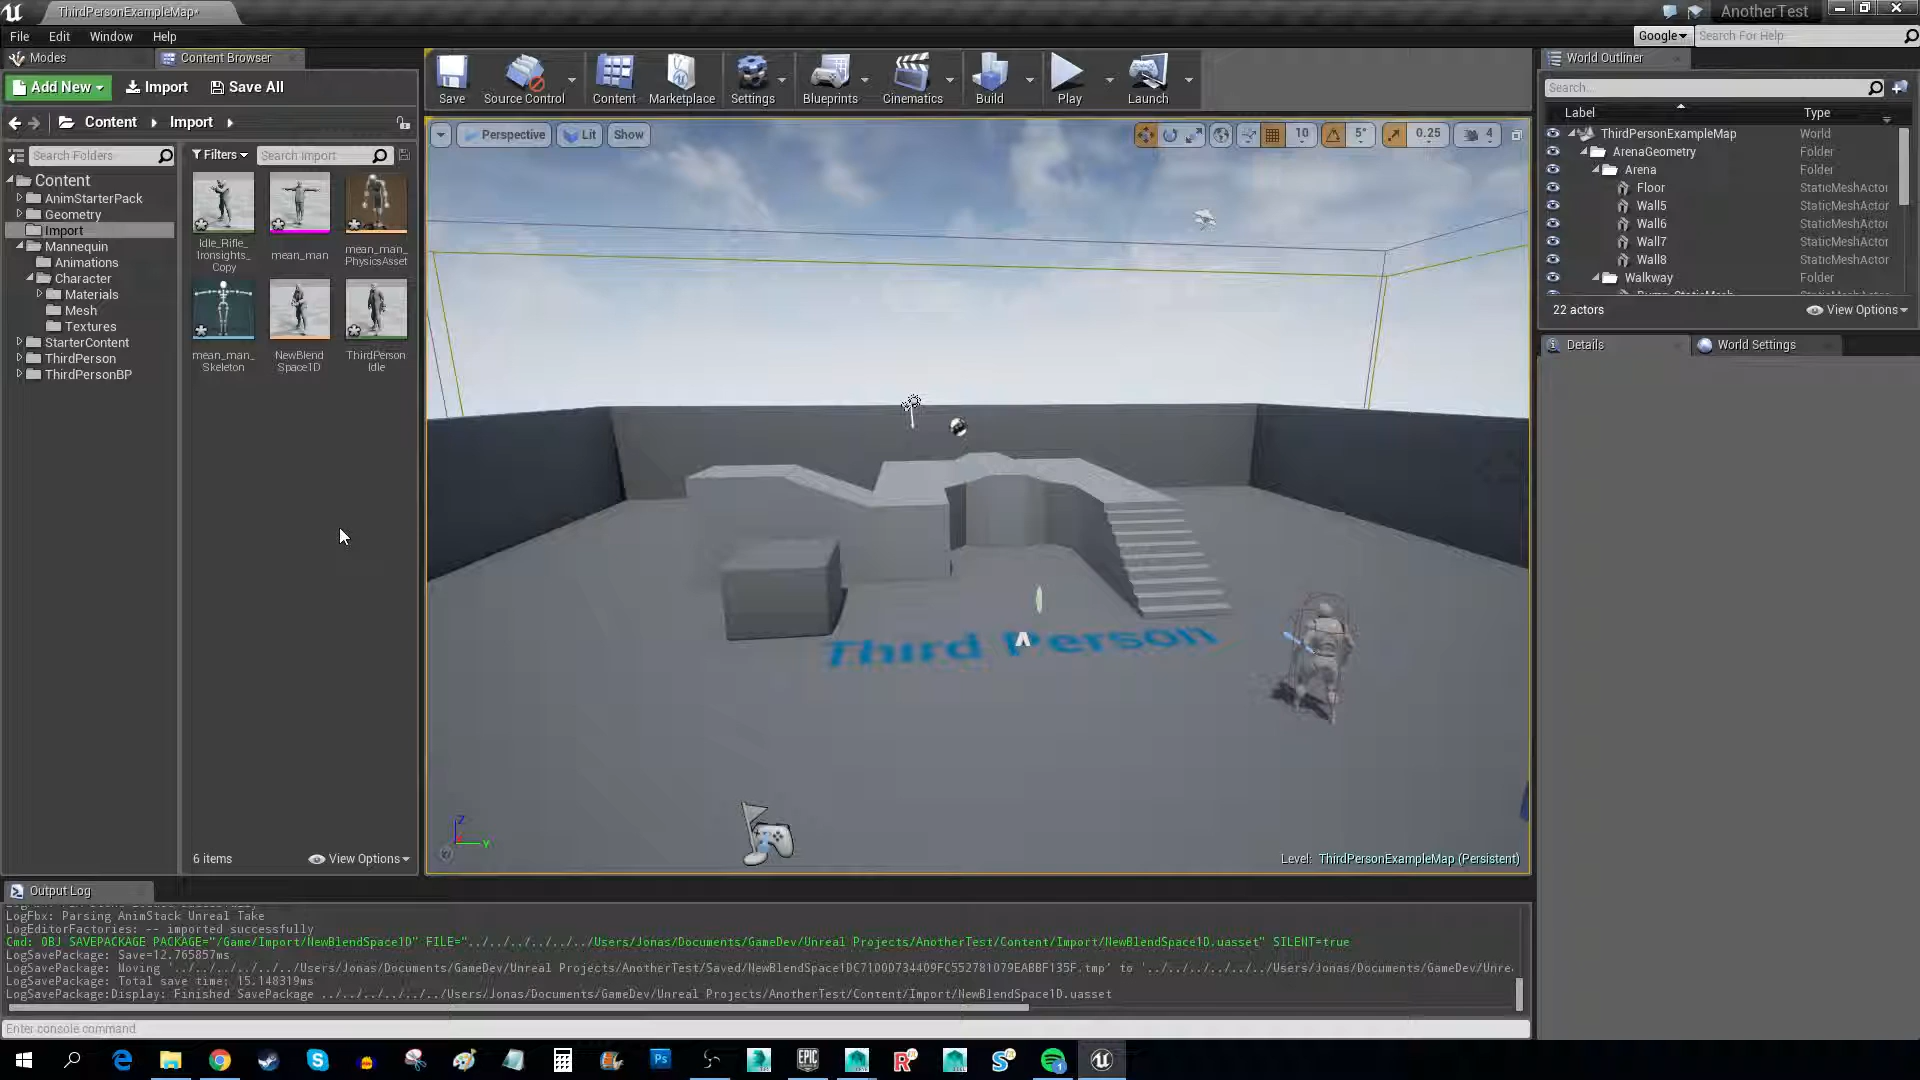 ThirdPersonExampleMap*
AnotherTest
File Edit Window Help
Google Search For Help
Modes
Content Browser
Add New
Import
Save All
Content Import
Search Folders
Filters
Search Import
Content
AnimStarterPack
Geometry
Import
Mannequin
Animations
Character
Materials
Mesh
Textures
StarterContent
ThirdPerson
ThirdPersonBP
Idle_Rifle_
Ironsights_
Copy
mean_man
mean_man_
PhysicsAsset
mean_man_
Skeleton
NewBlend
Space1D
ThirdPerson
Idle
6 items
View Options
Save
Source Control
Content
Marketplace
Settings
Blueprints
Cinematics
Build
Play
Launch
Perspective
Lit
Show
10
5°
0.25
4
Third Person
Z
Y
Level: ThirdPersonExampleMap (Persistent)
World Outliner
Search...
Label Type
ThirdPersonExampleMap World
ArenaGeometry Folder
Arena Folder
Floor StaticMeshActor
Wall5 StaticMeshActor
Wall6 StaticMeshActor
Wall7 StaticMeshActor
Wall8 StaticMeshActor
Walkway Folder
22 actors
View Options
Details
World Settings
Output Log
LogFbx: Parsing AnimStack Unreal Take
LogEditorFactories: -- imported successfully
Cmd: OBJ SAVEPACKAGE PACKAGE="/Game/Import/NewBlendSpace1D" FILE="../../../../../../Users/Jonas/Documents/GameDev/Unreal Projects/AnotherTest/Content/Import/NewBlendSpace1D.uasset" SILENT=true
LogSavePackage: Save=12.765857ms
LogSavePackage: Moving '../../../../../../Users/Jonas/Documents/GameDev/Unreal Projects/AnotherTest/Saved/NewBlendSpace1DC71000734409FC552781079EABBF135F.tmp' to '../../../../../../Users/Jonas/Documents/GameDev/Unre
LogSavePackage: Total save time: 15.148319ms
LogSavePackage:Display: Finished SavePackage ../../../../../../Users/Jonas/Documents/GameDev/Unreal Projects/AnotherTest/Content/Import/NewBlendSpace1D.uasset
Enter console command
Ps
EPIC
GAMES